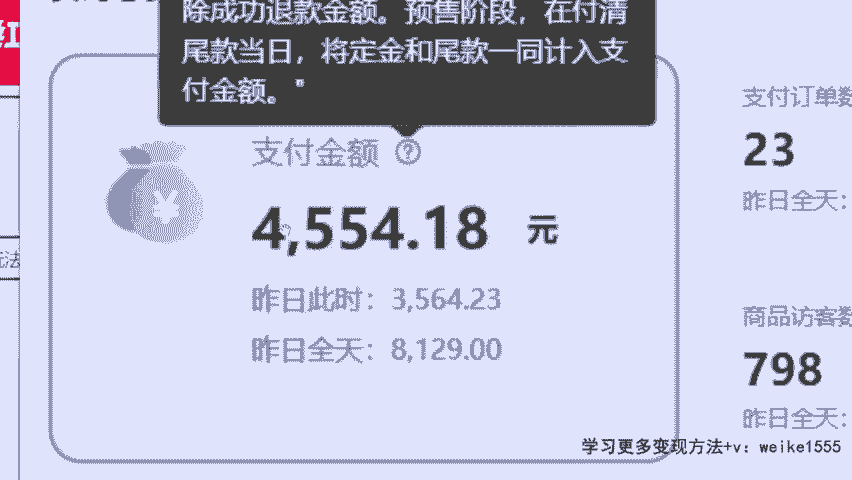 除成功退款金额。预售阶段，在付清
尾款当日，将定金和尾款一同计入支
付金额。"
支付金额 ?
4,554.18 元
昨日此时：3,564.23
昨日全天：8,129.00
支付订单数
23
昨日全天：
商品访客数
798
昨日全天：
红
玩法
学习更多变现方法+v：weike1555